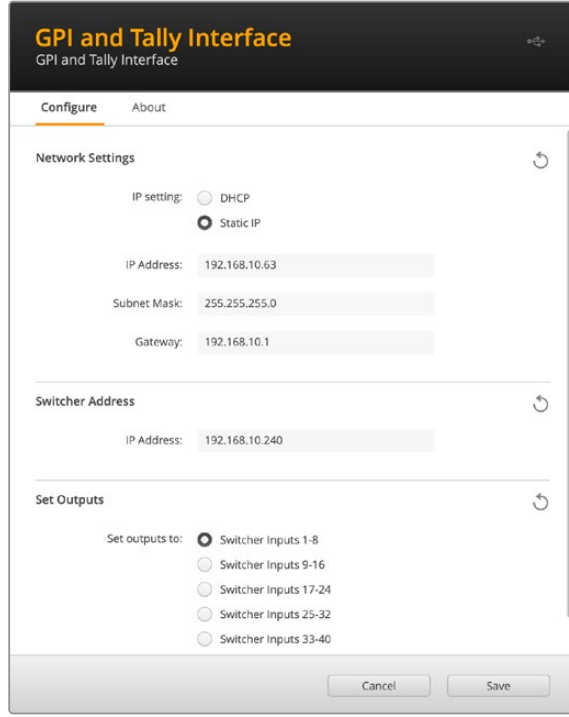 GPI and Tally Interface
GPI and Tally Interface
Configure About
Network Settings
IP setting: DHCP
Static IP
IP Address: 192.168.10.63
Subnet Mask: 255.255.255.0
Gateway: 192.168.10.1
Switcher Address
IP Address: 192.168.10.240
Set Outputs
Set outputs to: Switcher Inputs 1-8
Switcher Inputs 9-16
Switcher Inputs 17-24
Switcher Inputs 25-32
Switcher Inputs 33-40
Cancel Save